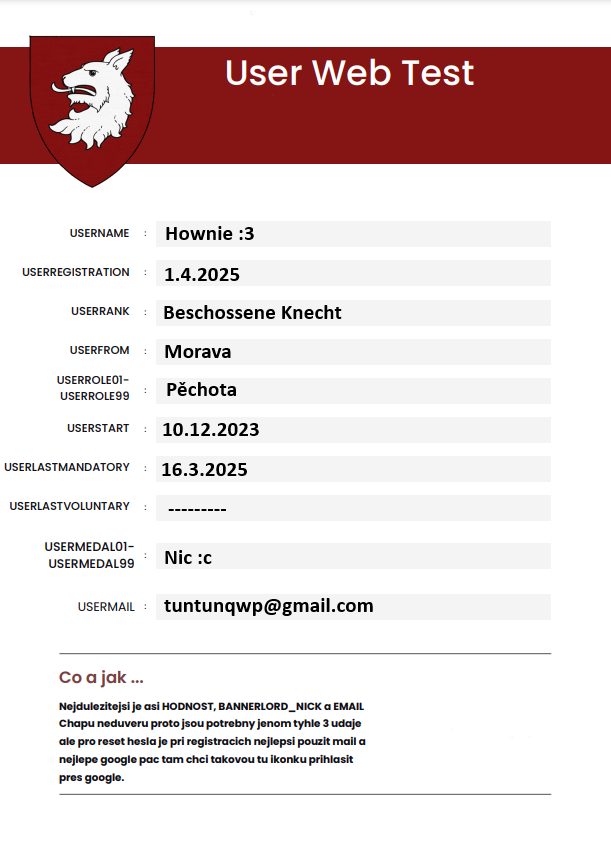 User Web Test
USERNAME : Hownie :3
USERREGISTRATION : 1.4.2025
USERRANK : Beschossene Knecht
USERFROM : Morava
USERROLE01-
USERROLE99 : Pěchota
USERSTART : 10.12.2023
USERLASTMANDATORY : 16.3.2025
USERLASTVOLUNTARY : ---------
USERMEDAL01-
USERMEDAL99 : Nic :c
USERMAIL : tuntunqwp@gmail.com
Co a jak ...
Nejdulezitejsi je asi HODNOST, BANNERLORD_NICK a EMAIL
Chapu neduveru proto jsou potrebny jenom tyhle 3 udaje
ale pro reset hesla je pri registracich nejlepsi pouzit mail a
nejlepe google pac tam chci takovou tu ikonku prihlasit
pres google.